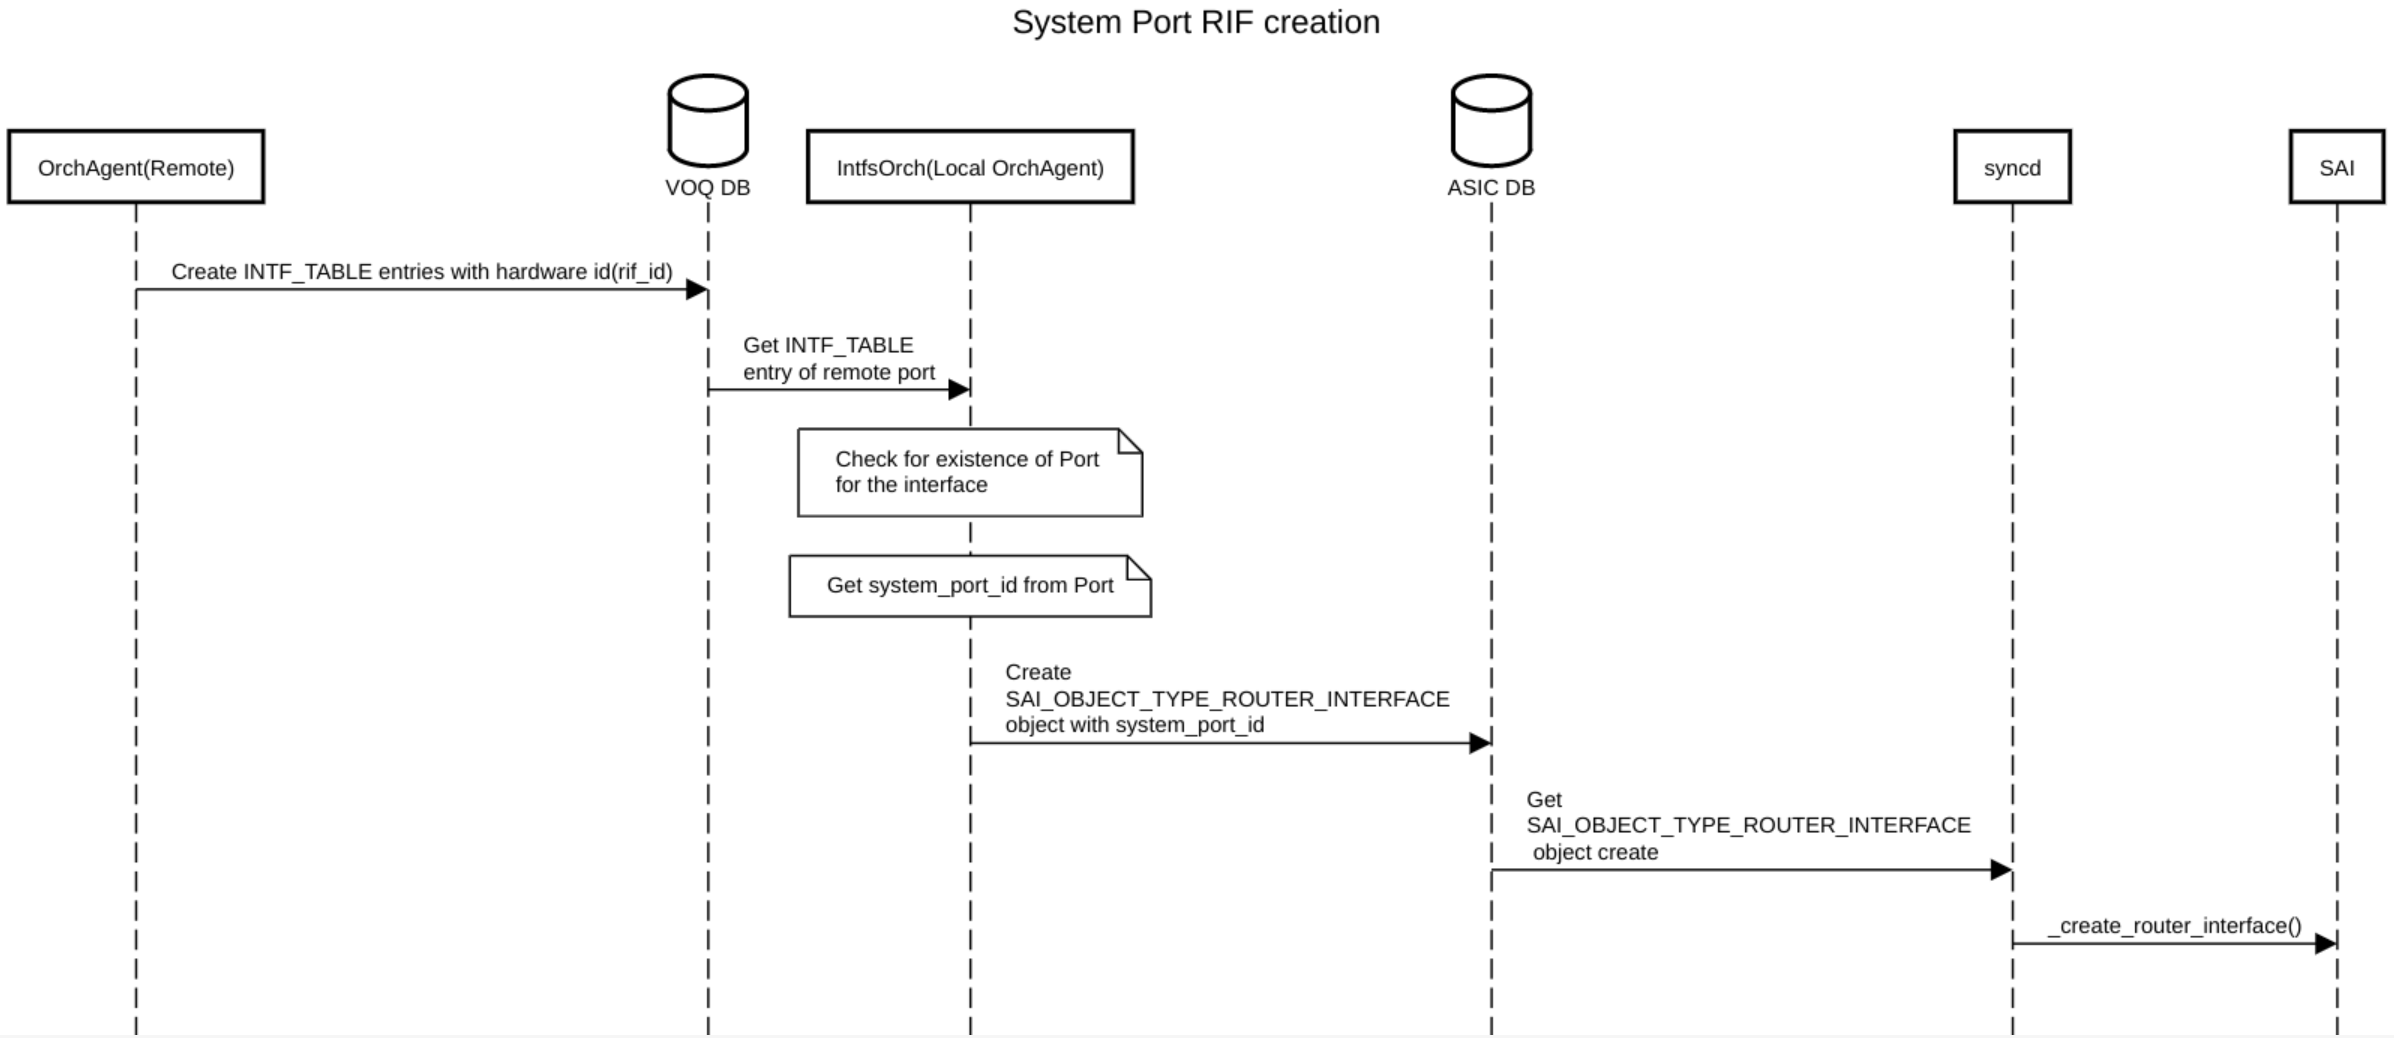 System Port RIF creation
OrchAgent(Remote)
VOQ DB
IntfsOrch(Local OrchAgent)
ASIC DB
syncd
SAI
Create INTF_TABLE entries with hardware id(rif_id)
Get INTF_TABLE
entry of remote port
Check for existence of Port
for the interface
Get system_port_id from Port
Create
SAI_OBJECT_TYPE_ROUTER_INTERFACE
object with system_port_id
Get
SAI_OBJECT_TYPE_ROUTER_INTERFACE
object create
_create_router_interface()